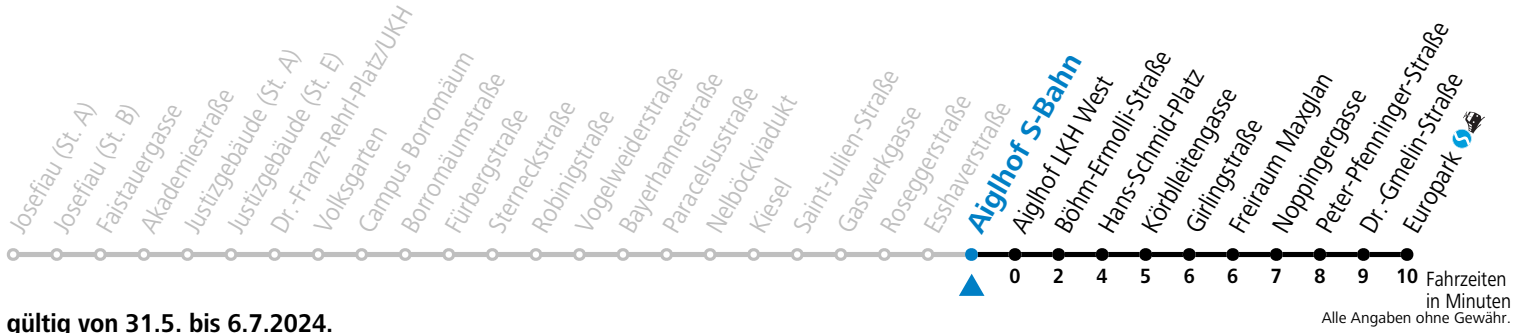 Josefiau (St. A)
Josefiau (St. B)
Faistauergasse
Akademiestraße
Justizgebäude (St. A)
Justizgebäude (St. E)
Dr.-Franz-Rehrl-Platz/UKH
Volksgarten
Campus Borromäum
Borromäumstraße
Fürbergstraße
Sterneckstraße
Robinigstraße
Vogelweiderstraße
Bayerhamerstraße
Paracelsusstraße
Nelböckviadukt
Kiesel
Saint-Julien-Straße
Gaswerkgasse
Roseggerstraße
Esshaverstraße
Aiglhof S-Bahn
Aiglhof LKH West
Böhm-Ermolli-Straße
Hans-Schmid-Platz
Körblleitengasse
Girlingstraße
Freiraum Maxglan
Noppingergasse
Peter-Pfenninger-Straße
Dr.-Gmelin-Straße
Europark
0 2 4 5 6 6 7 8 9 10 Fahrzeiten
in Minuten
Alle Angaben ohne Gewähr.
gültig von 31.5. bis 6.7.2024.